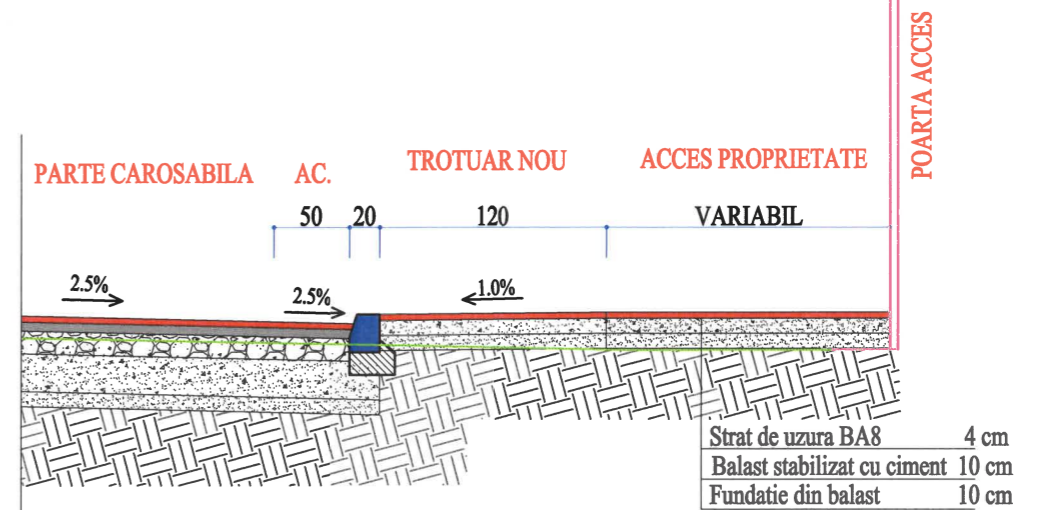 POARTA ACCES
PARTE CAROSABILA AC. TROTUAR NOU ACCES PROPRIETATE
50 20 120 VARIABIL
2.5% 2.5% 1.0%
Strat de uzura BA8 4 cm
Balast stabilizat cu ciment 10 cm
Fundatie din balast 10 cm